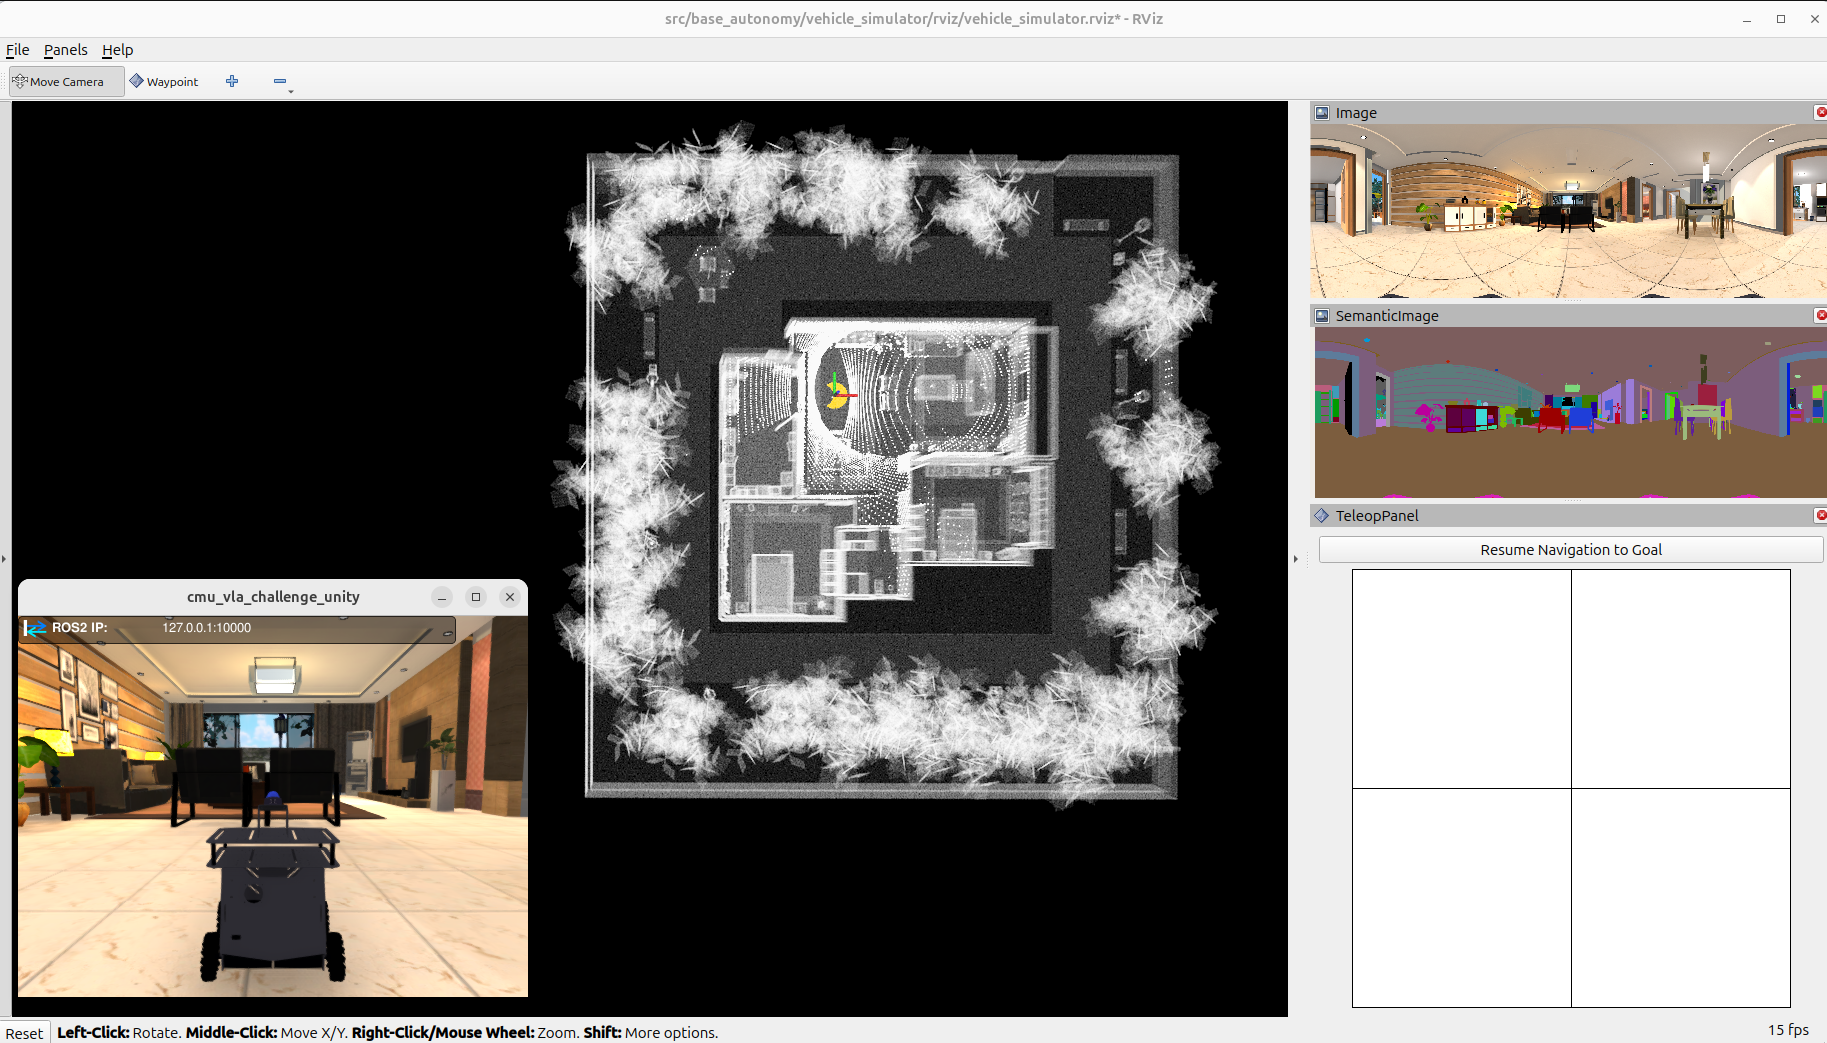 src/base_autonomy/vehicle_simulator/rviz/vehicle_simulator.rviz* - RViz
File Panels Help
Move Camera Waypoint
Image
SemanticImage
TeleopPanel
Resume Navigation to Goal
cmu_vla_challenge_unity
ROS2 IP: 127.0.0.1:10000
Reset Left-Click: Rotate. Middle-Click: Move X/Y. Right-Click/Mouse Wheel: Zoom. Shift: More options. 15 fps